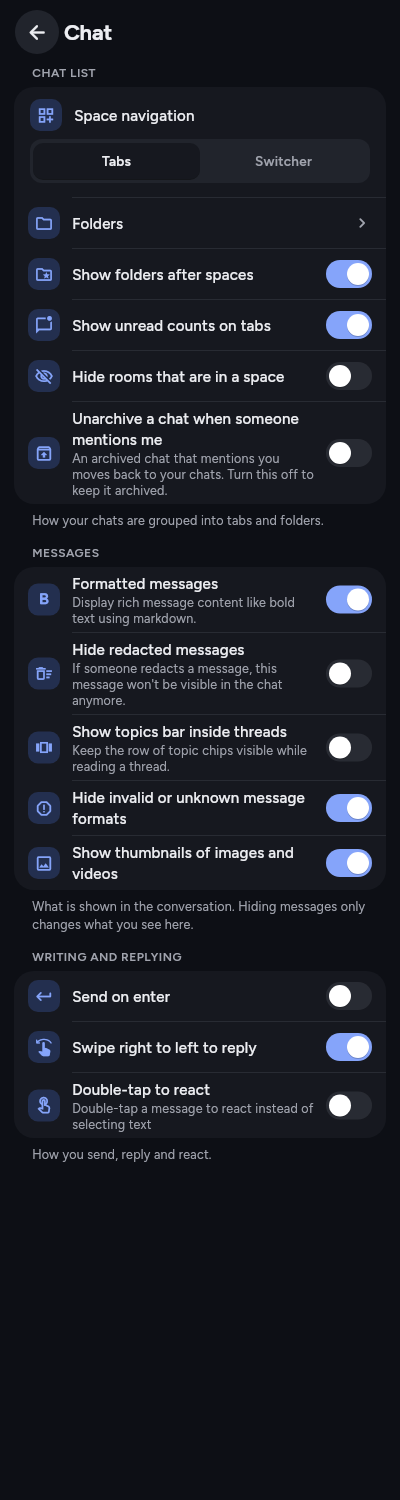 Chat
CHAT LIST
Space navigation
Tabs
Switcher
Folders
Show folders after spaces
Show unread counts on tabs
Hide rooms that are in a space
Unarchive a chat when someone
mentions me
An archived chat that mentions you
moves back to your chats. Turn this off to
keep it archived.
How your chats are grouped into tabs and folders.
MESSAGES
B
Formatted messages
Display rich message content like bold
text using markdown.
Hide redacted messages
If someone redacts a message, this
message won't be visible in the chat
anymore.
Show topics bar inside threads
Keep the row of topic chips visible while
reading a thread.
Hide invalid or unknown message
formats
Show thumbnails of images and
videos
What is shown in the conversation. Hiding messages only
changes what you see here.
WRITING AND REPLYING
Send on enter
Swipe right to left to reply
Double-tap to react
Double-tap a message to react instead of
selecting text
How you send, reply and react.